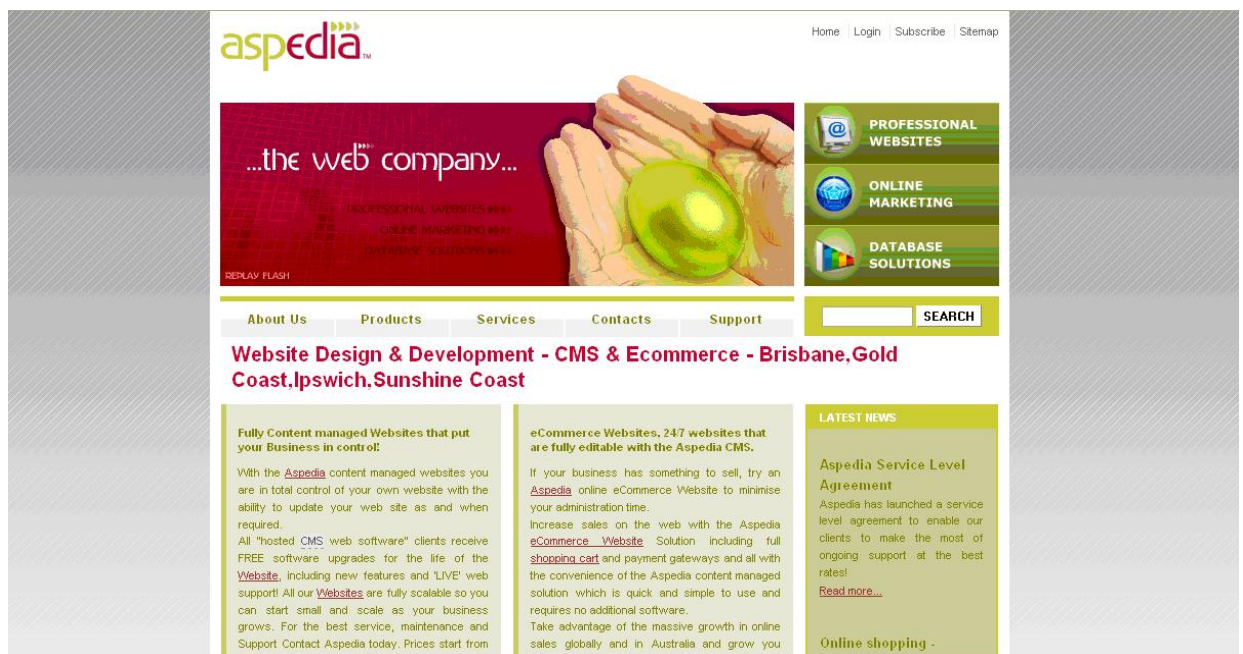 aspedia™
Home Login Subscribe Sitemap
...the web company...
PROFESSIONAL WEBSITES
ONLINE MARKETING
DATABASE SOLUTIONS
REPLAY FLASH
PROFESSIONAL
WEBSITES
ONLINE
MARKETING
DATABASE
SOLUTIONS
About Us Products Services Contacts Support
SEARCH
Website Design & Development - CMS & Ecommerce - Brisbane,Gold
Coast,Ipswich,Sunshine Coast
Fully Content managed Websites that put
your Business in control!
With the Aspedia content managed websites you
are in total control of your own website with the
ability to update your web site as and when
required.
All "hosted CMS web software" clients receive
FREE software upgrades for the life of the
Website, including new features and 'LIVE' web
support! All our Websites are fully scalable so you
can start small and scale as your business
grows. For the best service, maintenance and
Support Contact Aspedia today. Prices start from
eCommerce Websites, 24/7 websites that
are fully editable with the Aspedia CMS.
If your business has something to sell, try an
Aspedia online eCommerce Website to minimise
your administration time.
Increase sales on the web with the Aspedia
eCommerce Website Solution including full
shopping cart and payment gateways and all with
the convenience of the Aspedia content managed
solution which is quick and simple to use and
requires no additional software.
Take advantage of the massive growth in online
sales globally and in Australia and grow you
LATEST NEWS
Aspedia Service Level
Agreement
Aspedia has launched a service
level agreement to enable our
clients to make the most of
ongoing support at the best
rates!
Read more...
Online shopping -